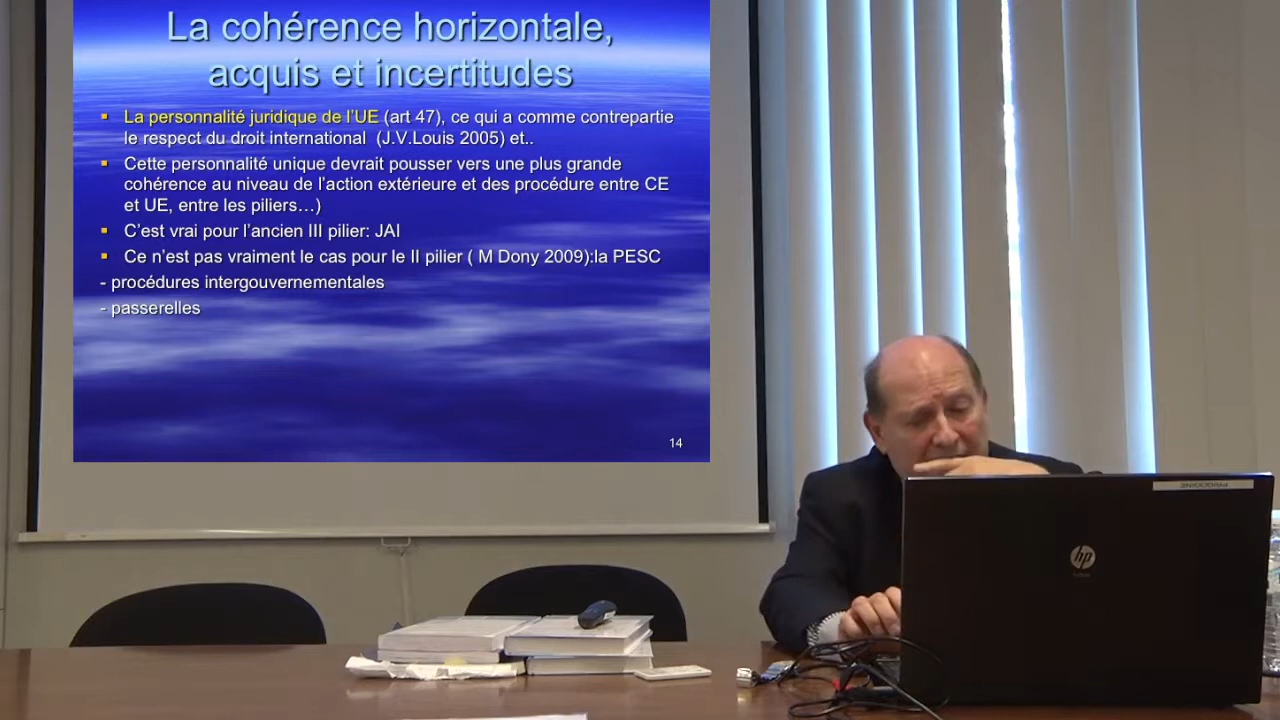 La cohérence horizontale,
acquis et incertitudes
La personnalité juridique de l'UE (art 47), ce qui a comme contrepartie
le respect du droit international (J.V.Louis 2005) et..
Cette personnalité unique devrait pousser vers une plus grande
cohérence au niveau de l'action extérieure et des procédure entre CE
et UE, entre les piliers…)
C'est vrai pour l'ancien III pilier: JAI
Ce n'est pas vraiment le cas pour le II pilier ( M Dony 2009):la PESC
- procédures intergouvernementales
- passerelles
14
hp